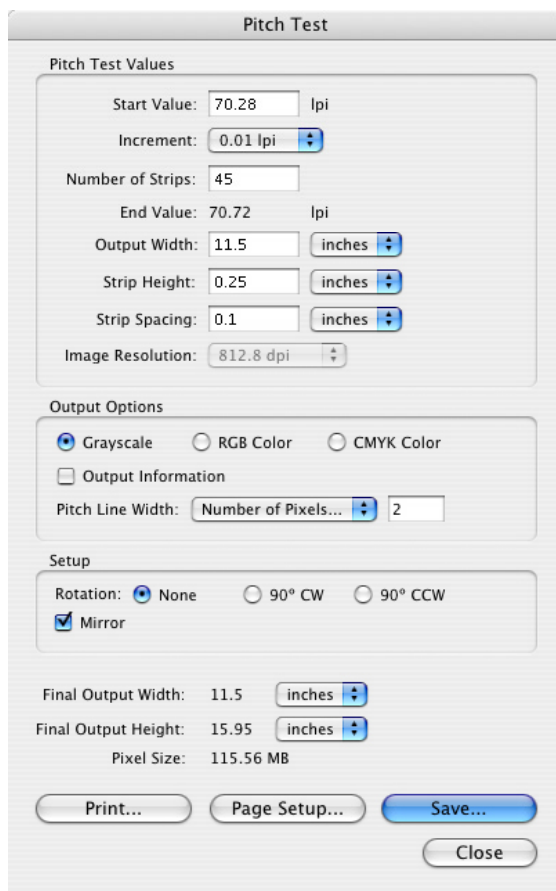 Pitch Test
Pitch Test Values
Start Value: 70.28 lpi
Increment: 0.01 lpi
Number of Strips: 45
End Value: 70.72 lpi
Output Width: 11.5 inches
Strip Height: 0.25 inches
Strip Spacing: 0.1 inches
Image Resolution: 812.8 dpi
Output Options
Grayscale RGB Color CMYK Color
Output Information
Pitch Line Width: Number of Pixels... 2
Setup
Rotation: None 90° CW 90° CCW
Mirror
Final Output Width: 11.5 inches
Final Output Height: 15.95 inches
Pixel Size: 115.56 MB
Print... Page Setup... Save...
Close